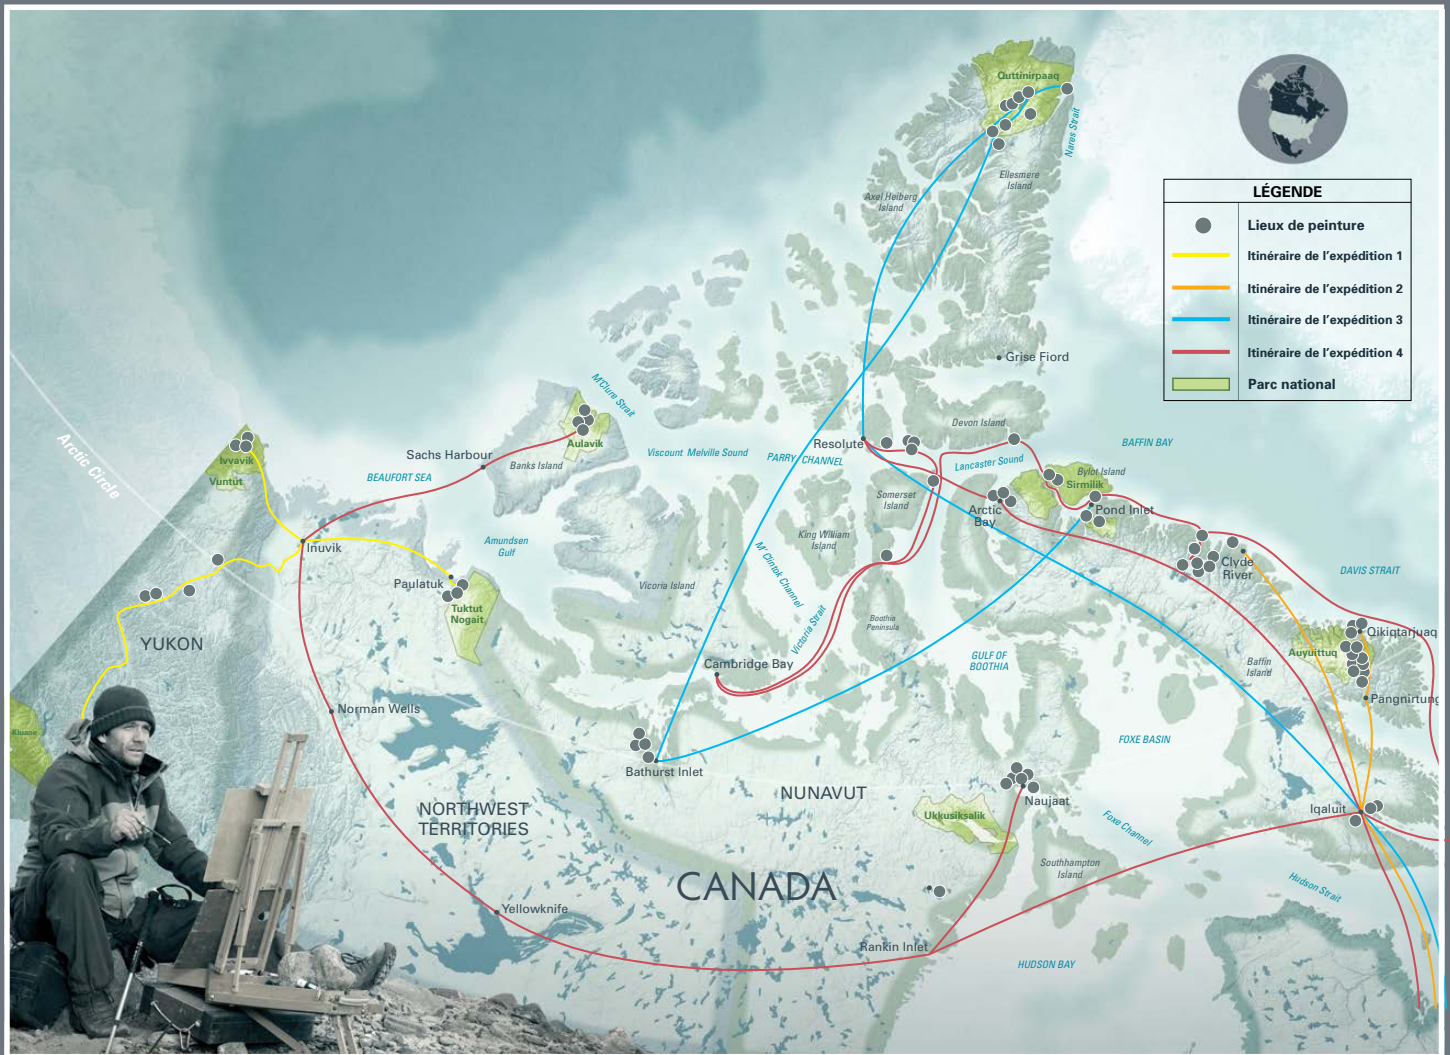 Quttinirpaaq
Nares Strait
Ellesmere
Island
Axel Heiberg
Island
LÉGENDE
Lieux de peinture
Itinéraire de l'expédition 1
Itinéraire de l'expédition 2
Itinéraire de l'expédition 3
Itinéraire de l'expédition 4
Parc national
Grise Fiord
M'Clure Strait
Devon Island
Resolute
BAFFIN BAY
Arctic Circle
Aulavik
Sachs Harbour
Banks Island
Viscount Melville Sound
PARRY CHANNEL
Lancaster Sound
Bylot Island
Sirmilik
Ivvavik
Vuntut
BEAUFORT SEA
Somerset
Island
Arctic
Bay
Pond Inlet
Inuvik
Amundsen
Gulf
King William
Island
M'Clintok Channel
Clyde
River
DAVIS STRAIT
Paulatuk
Tuktut
Nogait
Vicoria Island
Victoria Strait
Boothia
Peninsula
Qikiqtarjuaq
YUKON
Cambridge Bay
GULF OF
BOOTHIA
Baffin
Island
Auyuittuq
Pangnirtung
Norman Wells
Kluane
FOXE BASIN
Bathurst Inlet
NUNAVUT
Naujaat
Iqaluit
NORTHWEST
TERRITORIES
Ukkusiksalik
Foxe Channel
Southhampton
Island
CANADA
Hudson Strait
Yellowknife
Rankin Inlet
HUDSON BAY